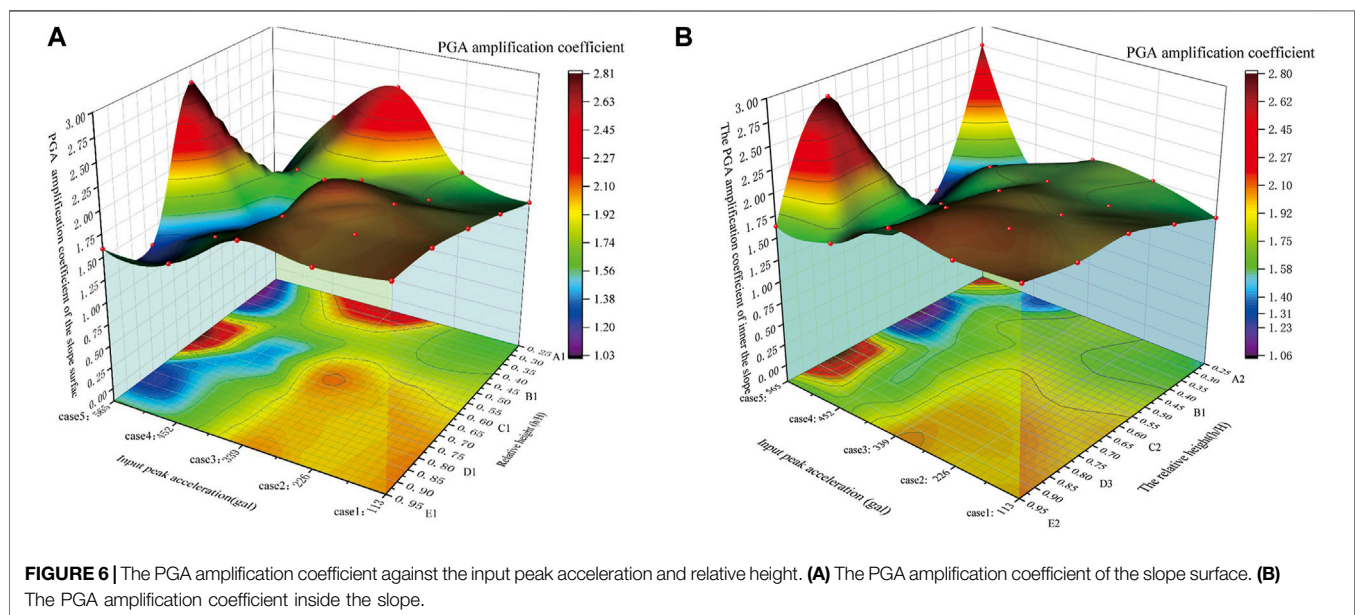 A
PGA amplification coefficient
2.81
2.63
2.45
2.27
2.10
1.92
1.74
1.56
1.38
1.20
1.03
PGA amplification coefficient of the slope surface
3.00
2.75
2.50
2.25
2.00
1.75
1.50
1.25
1.00
0.75
0.50
0.25
0.00
case5: 565
case4: 452
case3: 339
case2: 226
case1: 113
Input peak acceleration(gal)
0.25 A1
0.30
0.35
0.40
0.45 B1
0.50
0.55
0.60 C1
0.65
0.70
0.75
0.80 D1
0.85
0.90
0.95 E1
Relative height (h/H)
B
PGA amplification coefficient
2.80
2.60
2.40
2.20
2.01
1.80
1.75
1.58
1.38
1.31
1.23
1.06
The PGA amplification coefficient of inner the slope
3.00
2.75
2.50
2.25
2.00
1.75
1.50
1.25
1.00
0.75
0.50
0.25
0.00
case5: 565
case4: 452
case3: 339
case2: 226
case1: 113
Input peak acceleration (gal)
0.25 A2
0.30
0.35
0.40
0.45 B1
0.50
0.55
0.60 C2
0.65
0.70
0.75
0.80 D3
0.85
0.90
0.95 E2
The relative height(h/H)
FIGURE 6 | The PGA amplification coefficient against the input peak acceleration and relative height. (A) The PGA amplification coefficient of the slope surface. (B)
The PGA amplification coefficient inside the slope.